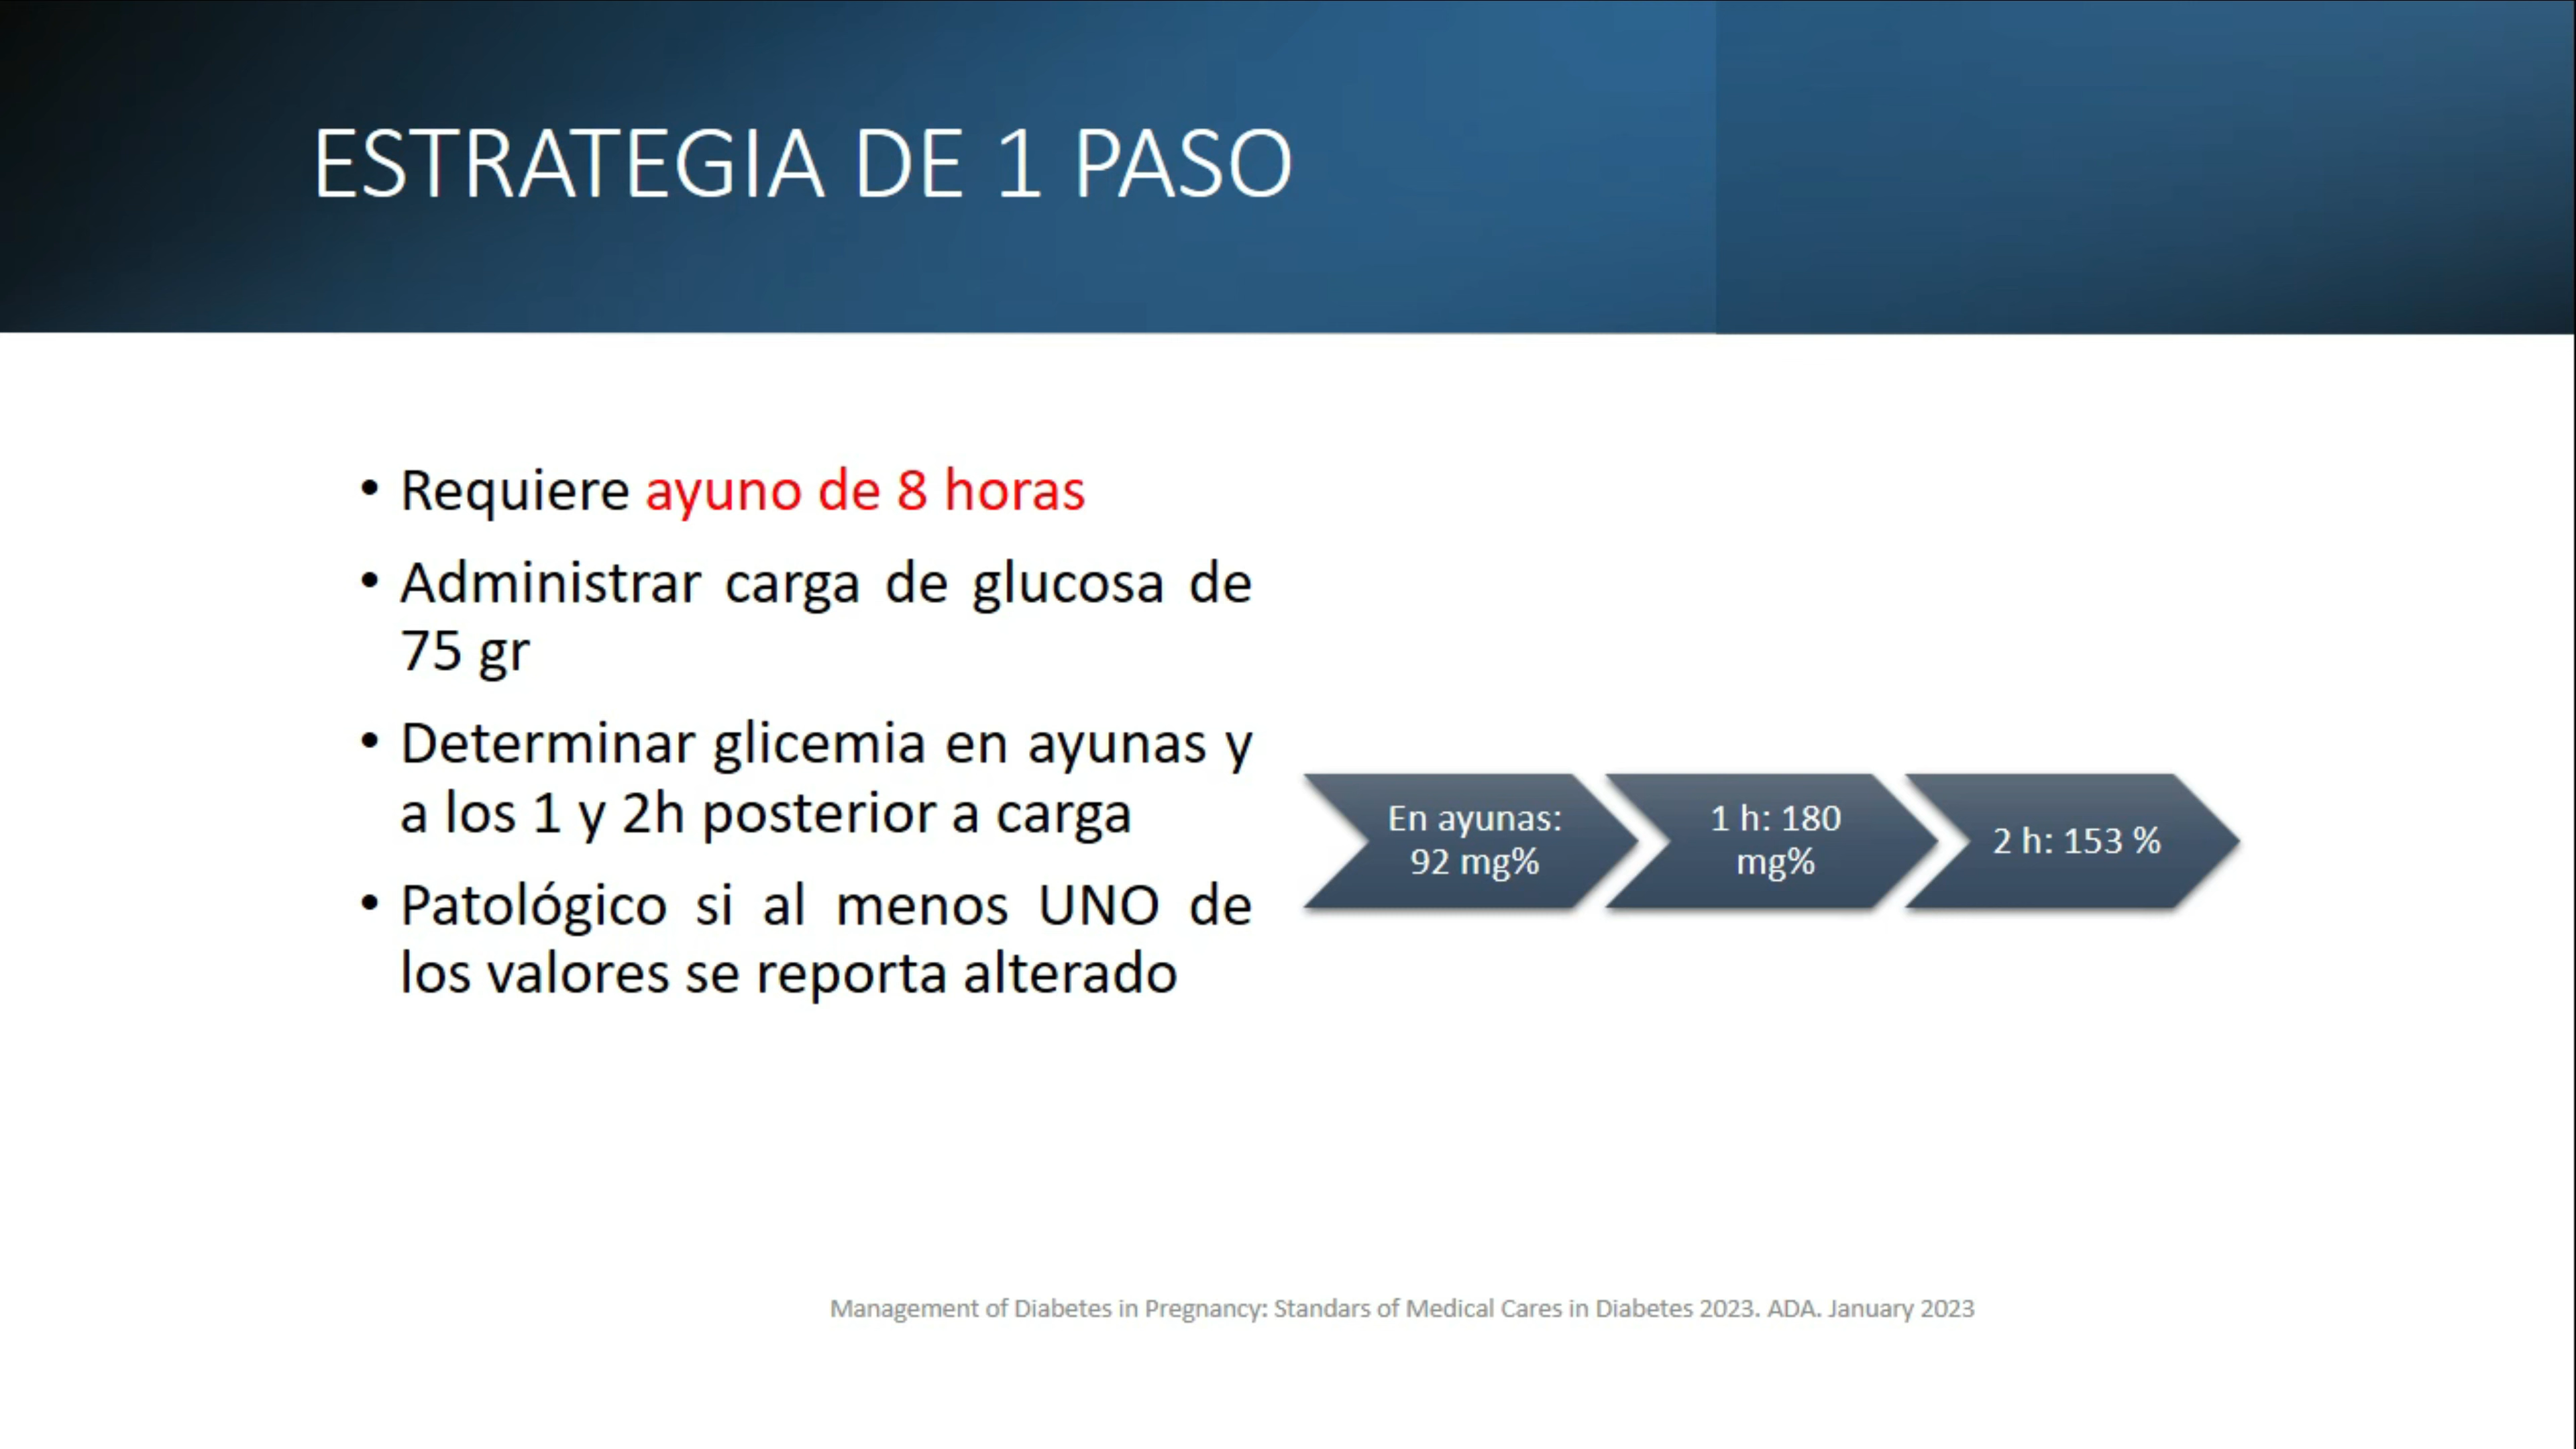 ESTRATEGIA DE 1 PASO
• Requiere ayuno de 8 horas
• Administrar carga de glucosa de
75 gr
• Determinar glicemia en ayunas y
a los 1 y 2h posterior a carga
• Patológico si al menos UNO de
los valores se reporta alterado
En ayunas:
92 mg%
1 h: 180
mg%
2 h: 153 %
Management of Diabetes in Pregnancy: Standars of Medical Cares in Diabetes 2023. ADA. January 2023